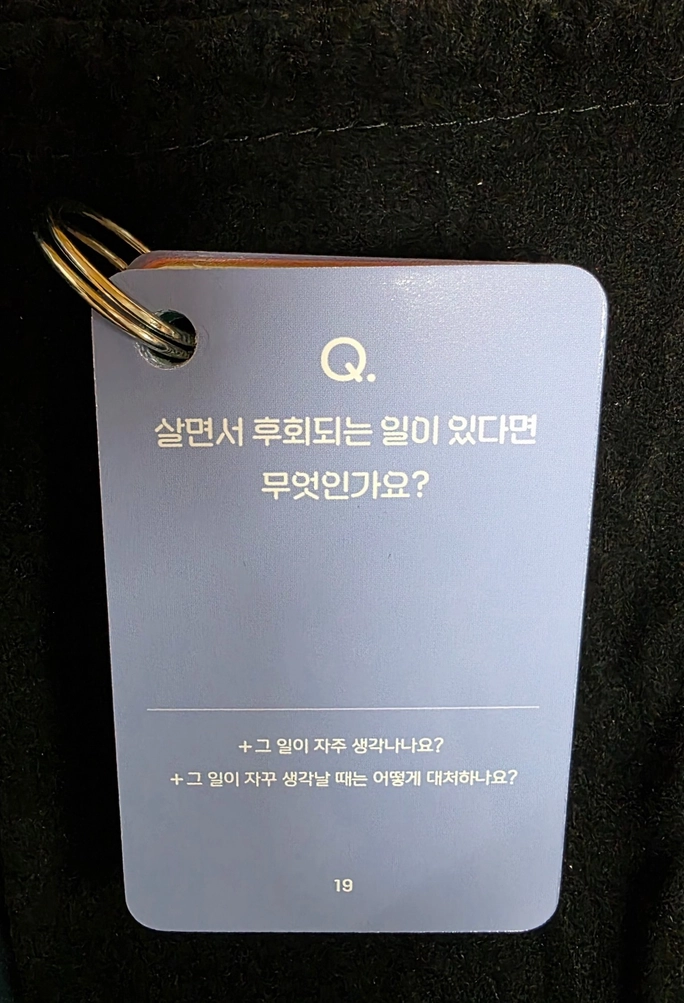 Q.
살면서 후회되는 일이 있다면
무엇인가요?
+그 일이 자주 생각나나요?
+그 일이 자꾸 생각날 때는 어떻게 대처하나요?
19